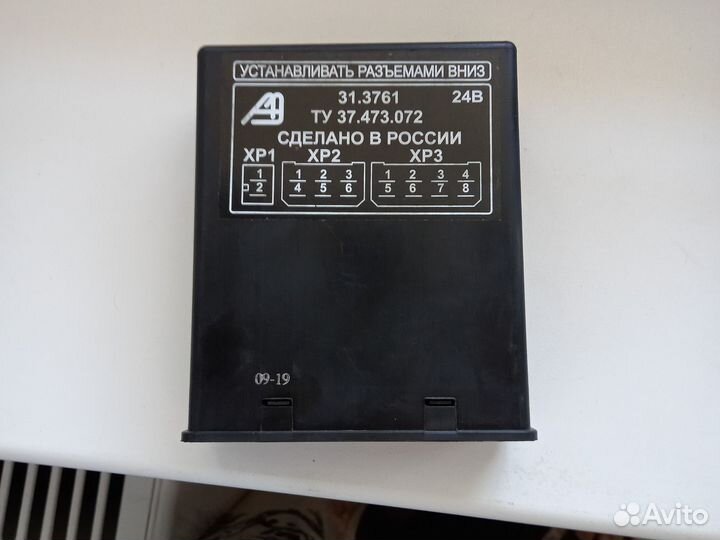 УСТАНАВЛИВАТЬ РАЗЪЕМАМИ ВНИЗ
31.3761 24В
ТУ 37.473.072
СДЕЛАНО В РОССИИ
ХР1 ХР2 ХР3
1 1 2 3 1 2 3 4
2 4 5 6 5 6 7 8
09-19
Avito